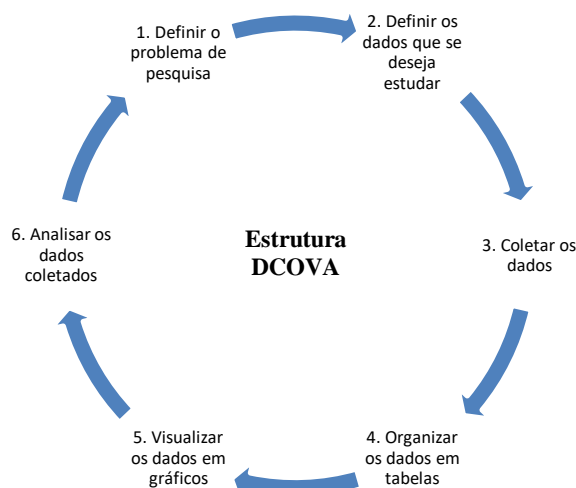 1. Definir o
problema de
pesquisa
2. Definir os
dados que se
deseja
estudar
3. Coletar os
dados
4. Organizar
os dados em
tabelas
5. Visualizar
os dados em
gráficos
6. Analisar os
dados
coletados
Estrutura
DCOVA